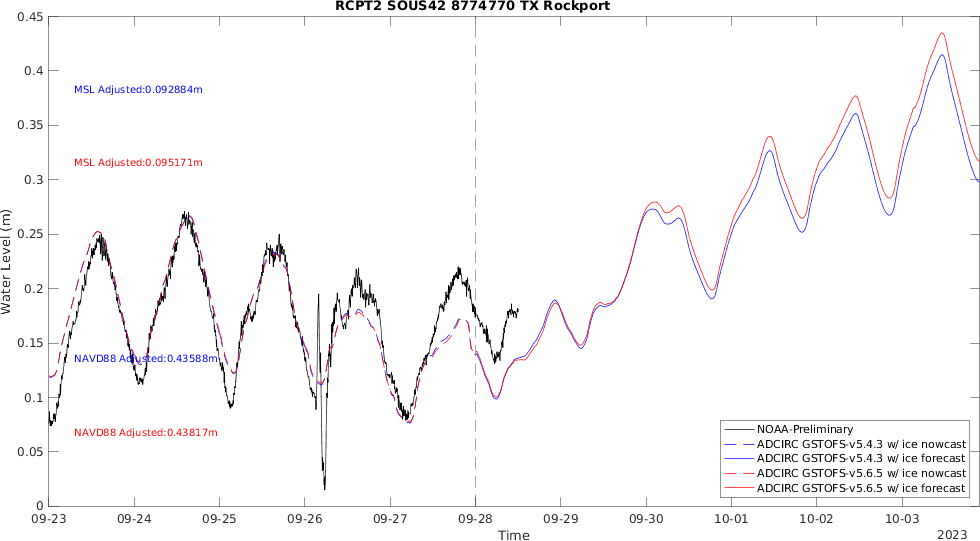 RCPT2 SOUS42 8774770 TX Rockport
0.45
0.4
0.35
0.3
0.25
0.2
0.15
0.1
0.05
0
Water Level (m)
MSL Adjusted:0.092884m
MSL Adjusted:0.095171m
NAVD88 Adjusted:0.43588m
NAVD88 Adjusted:0.43817m
NOAA-Preliminary
ADCIRC GSTOFS-v5.4.3 w/ ice nowcast
ADCIRC GSTOFS-v5.4.3 w/ ice forecast
ADCIRC GSTOFS-v5.6.5 w/ ice nowcast
ADCIRC GSTOFS-v5.6.5 w/ ice forecast
09-23 09-24 09-25 09-26 09-27 09-28 09-29 09-30 10-01 10-02 10-03
Time
2023